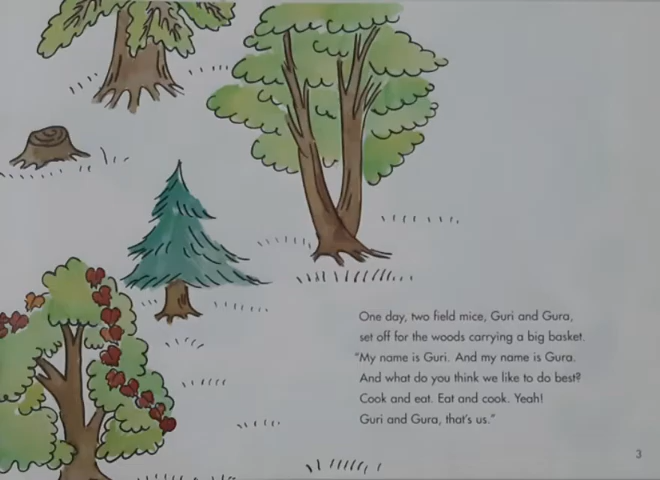 One day, two field mice, Guri and Gura,
set off for the woods carrying a big basket.
"My name is Guri. And my name is Gura.
And what do you think we like to do best?
Cook and eat. Eat and cook. Yeah!
Guri and Gura, that's us."
3